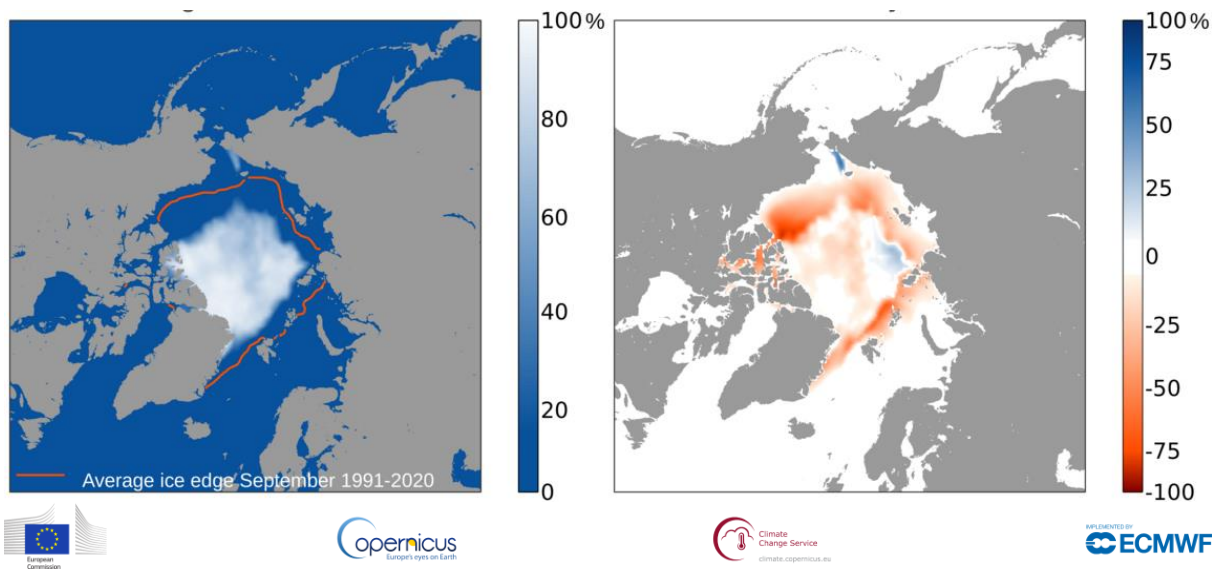 100%
80
60
40
20
0
Average ice edge September 1991-2020
100%
75
50
25
0
-25
-50
-75
-100
European
Commission
opernicus
Europe's eyes on Earth
Climate
Change Service
climate.copernicus.eu
IMPLEMENTED BY
ECMWF